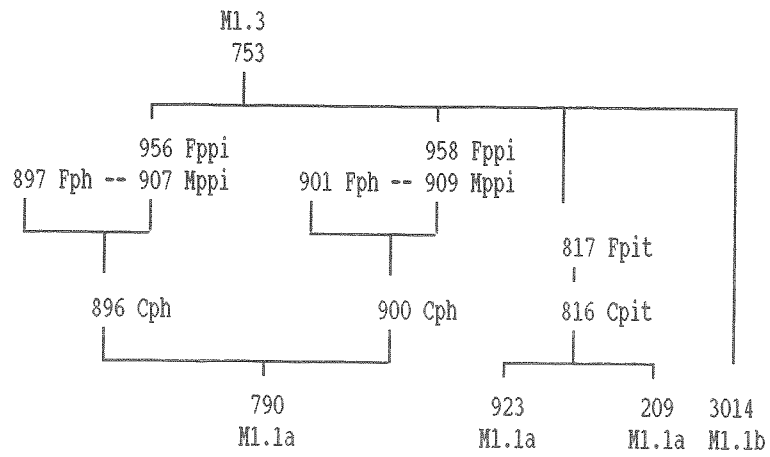 M1.3
753
956 Fppi 958 Fppi
897 Fph -- 907 Mppi 901 Fph -- 909 Mppi
817 Fpit
896 Cph 900 Cph 816 Cpit
790 923 209 3014
M1.1a M1.1a M1.1a M1.1b